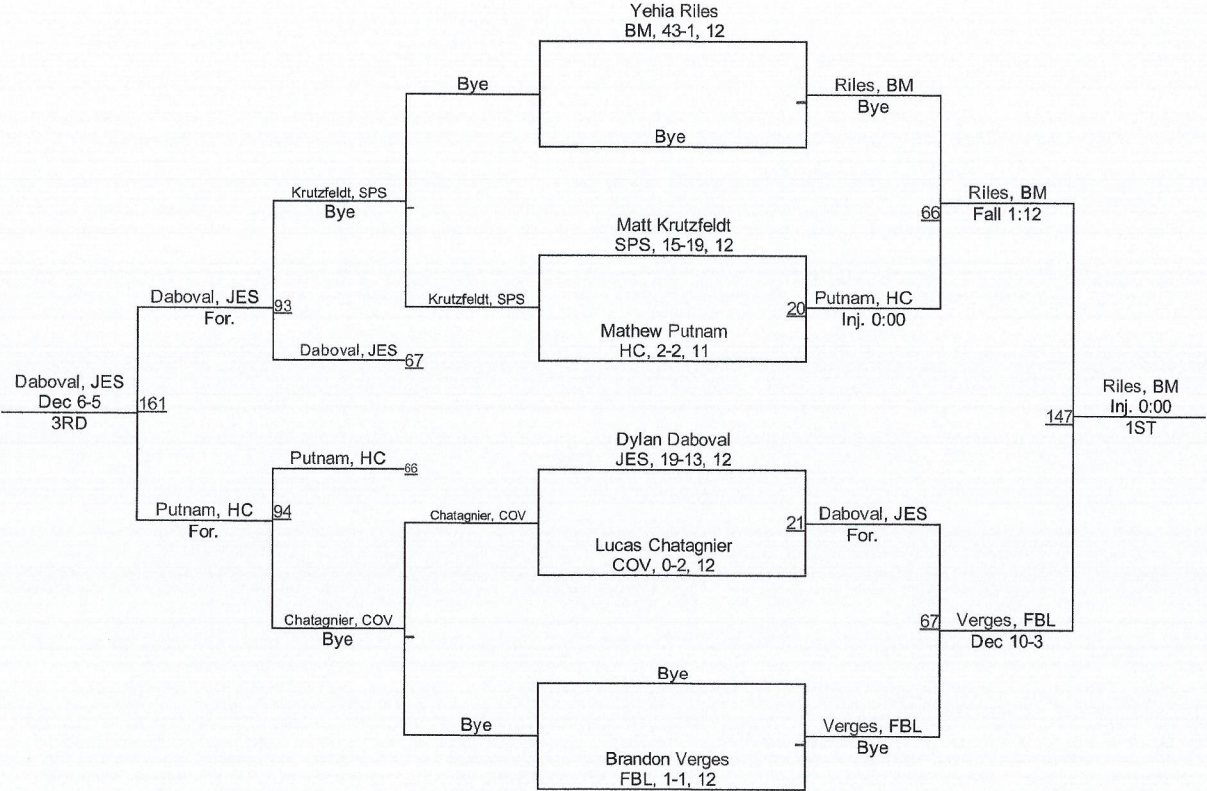 Yehia Riles
BM, 43-1, 12
Bye
Riles, BM
Bye
Bye
Krutzfeldt, SPS
Bye
Riles, BM
66
Fall 1:12
Matt Krutzfeldt
SPS, 15-19, 12
Daboval, JES
93
For.
Krutzfeldt, SPS
20
Putnam, HC
Inj. 0:00
Mathew Putnam
HC, 2-2, 11
Daboval, JES
67
Daboval, JES
Dec 6-5
161
3RD
Riles, BM
Inj. 0:00
147
1ST
Dylan Daboval
JES, 19-13, 12
Putnam, HC
66
Putnam, HC
94
For.
Chatagnier, COV
21
Daboval, JES
For.
Lucas Chatagnier
COV, 0-2, 12
Chatagnier, COV
Bye
67
Verges, FBL
Dec 10-3
Bye
Bye
Verges, FBL
Bye
Brandon Verges
FBL, 1-1, 12